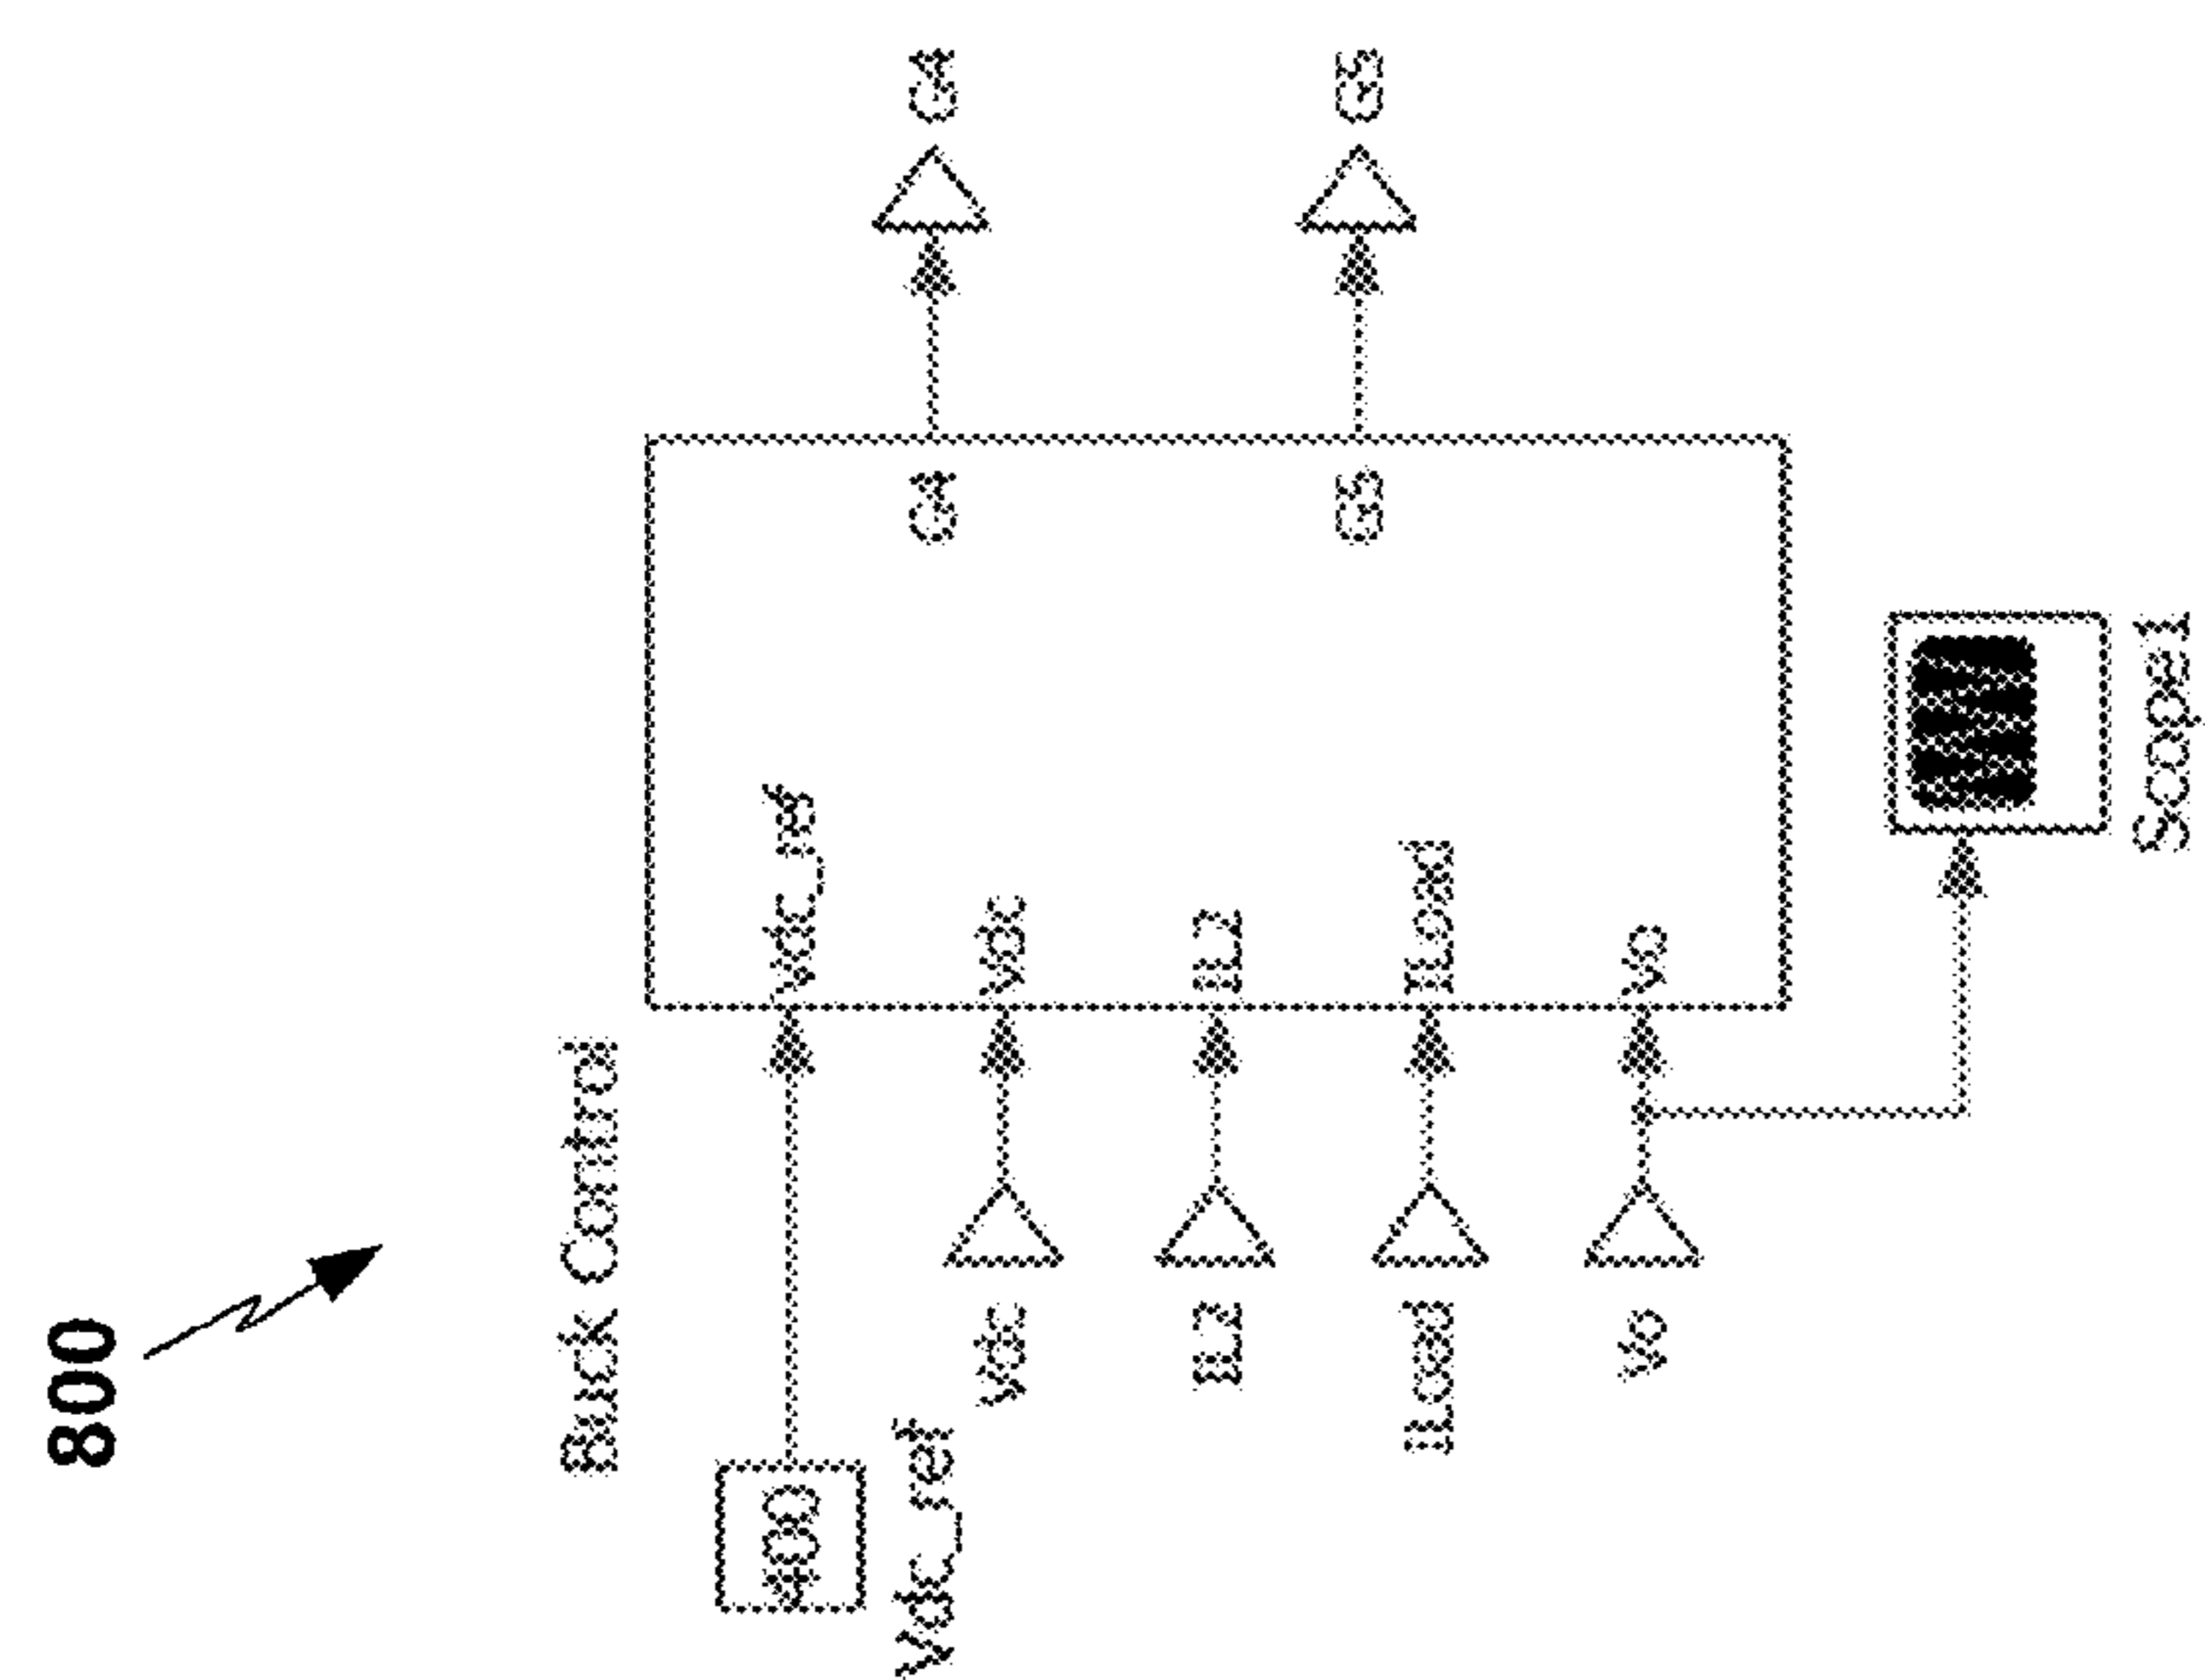 800
Buck Control
400
Vdc_ref
vdc_ref
vdc
vdc
IL2
IL2
ILoad
ILoad
vo
vo
G4
G4
G5
G5
Scope1